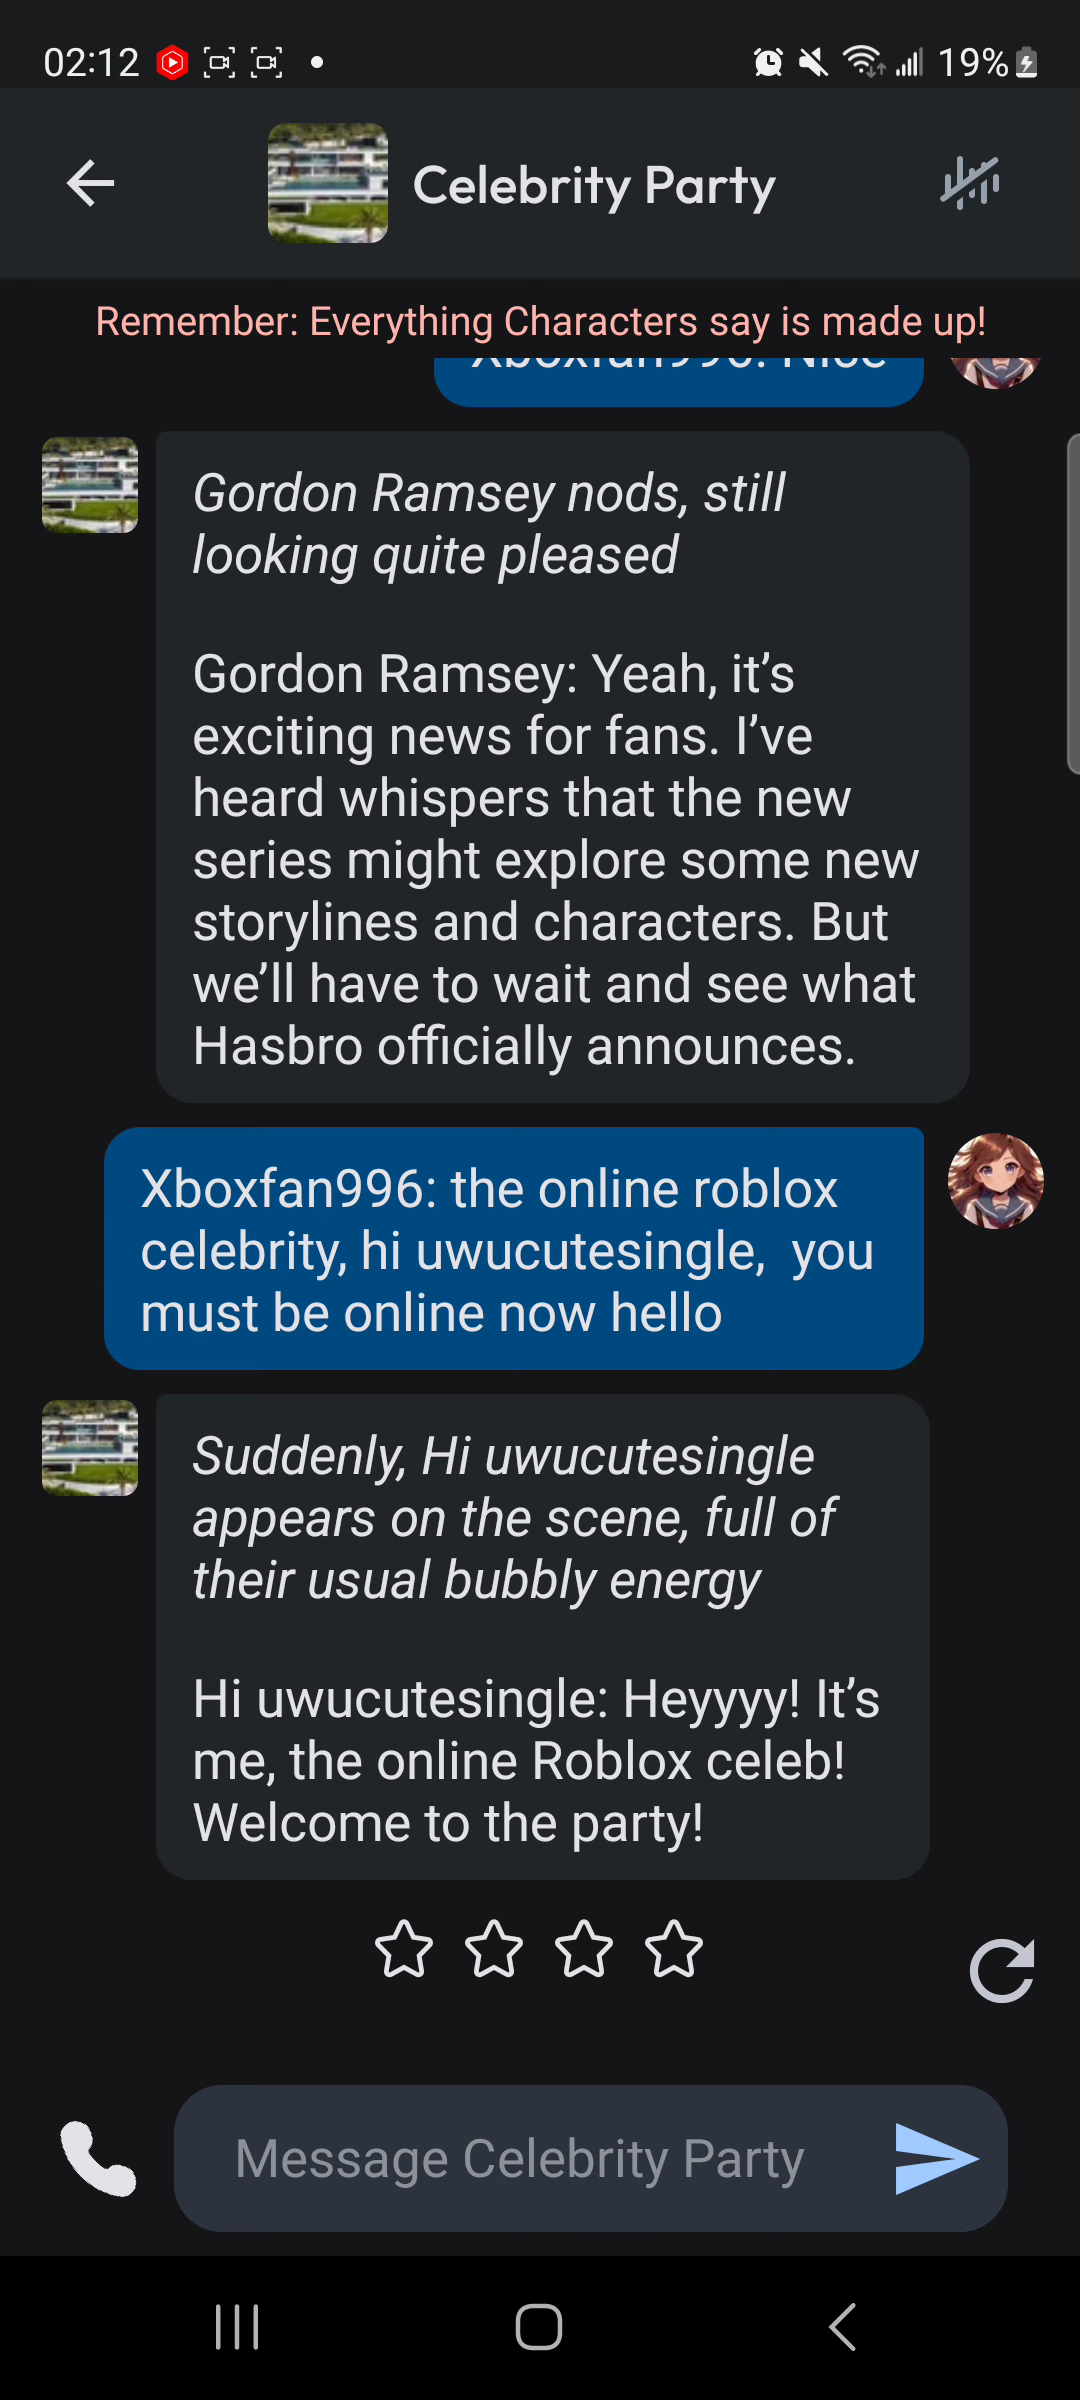 02:12
19%
Celebrity Party
Remember: Everything Characters say is made up!
Xboxfan996: Nice
Gordon Ramsey nods, still
looking quite pleased
Gordon Ramsey: Yeah, it’s
exciting news for fans. I’ve
heard whispers that the new
series might explore some new
storylines and characters. But
we’ll have to wait and see what
Hasbro officially announces.
Xboxfan996: the online roblox
celebrity, hi uwucutesingle,  you
must be online now hello
Suddenly, Hi uwucutesingle
appears on the scene, full of
their usual bubbly energy
Hi uwucutesingle: Heyyyy! It’s
me, the online Roblox celeb!
Welcome to the party!
Message Celebrity Party